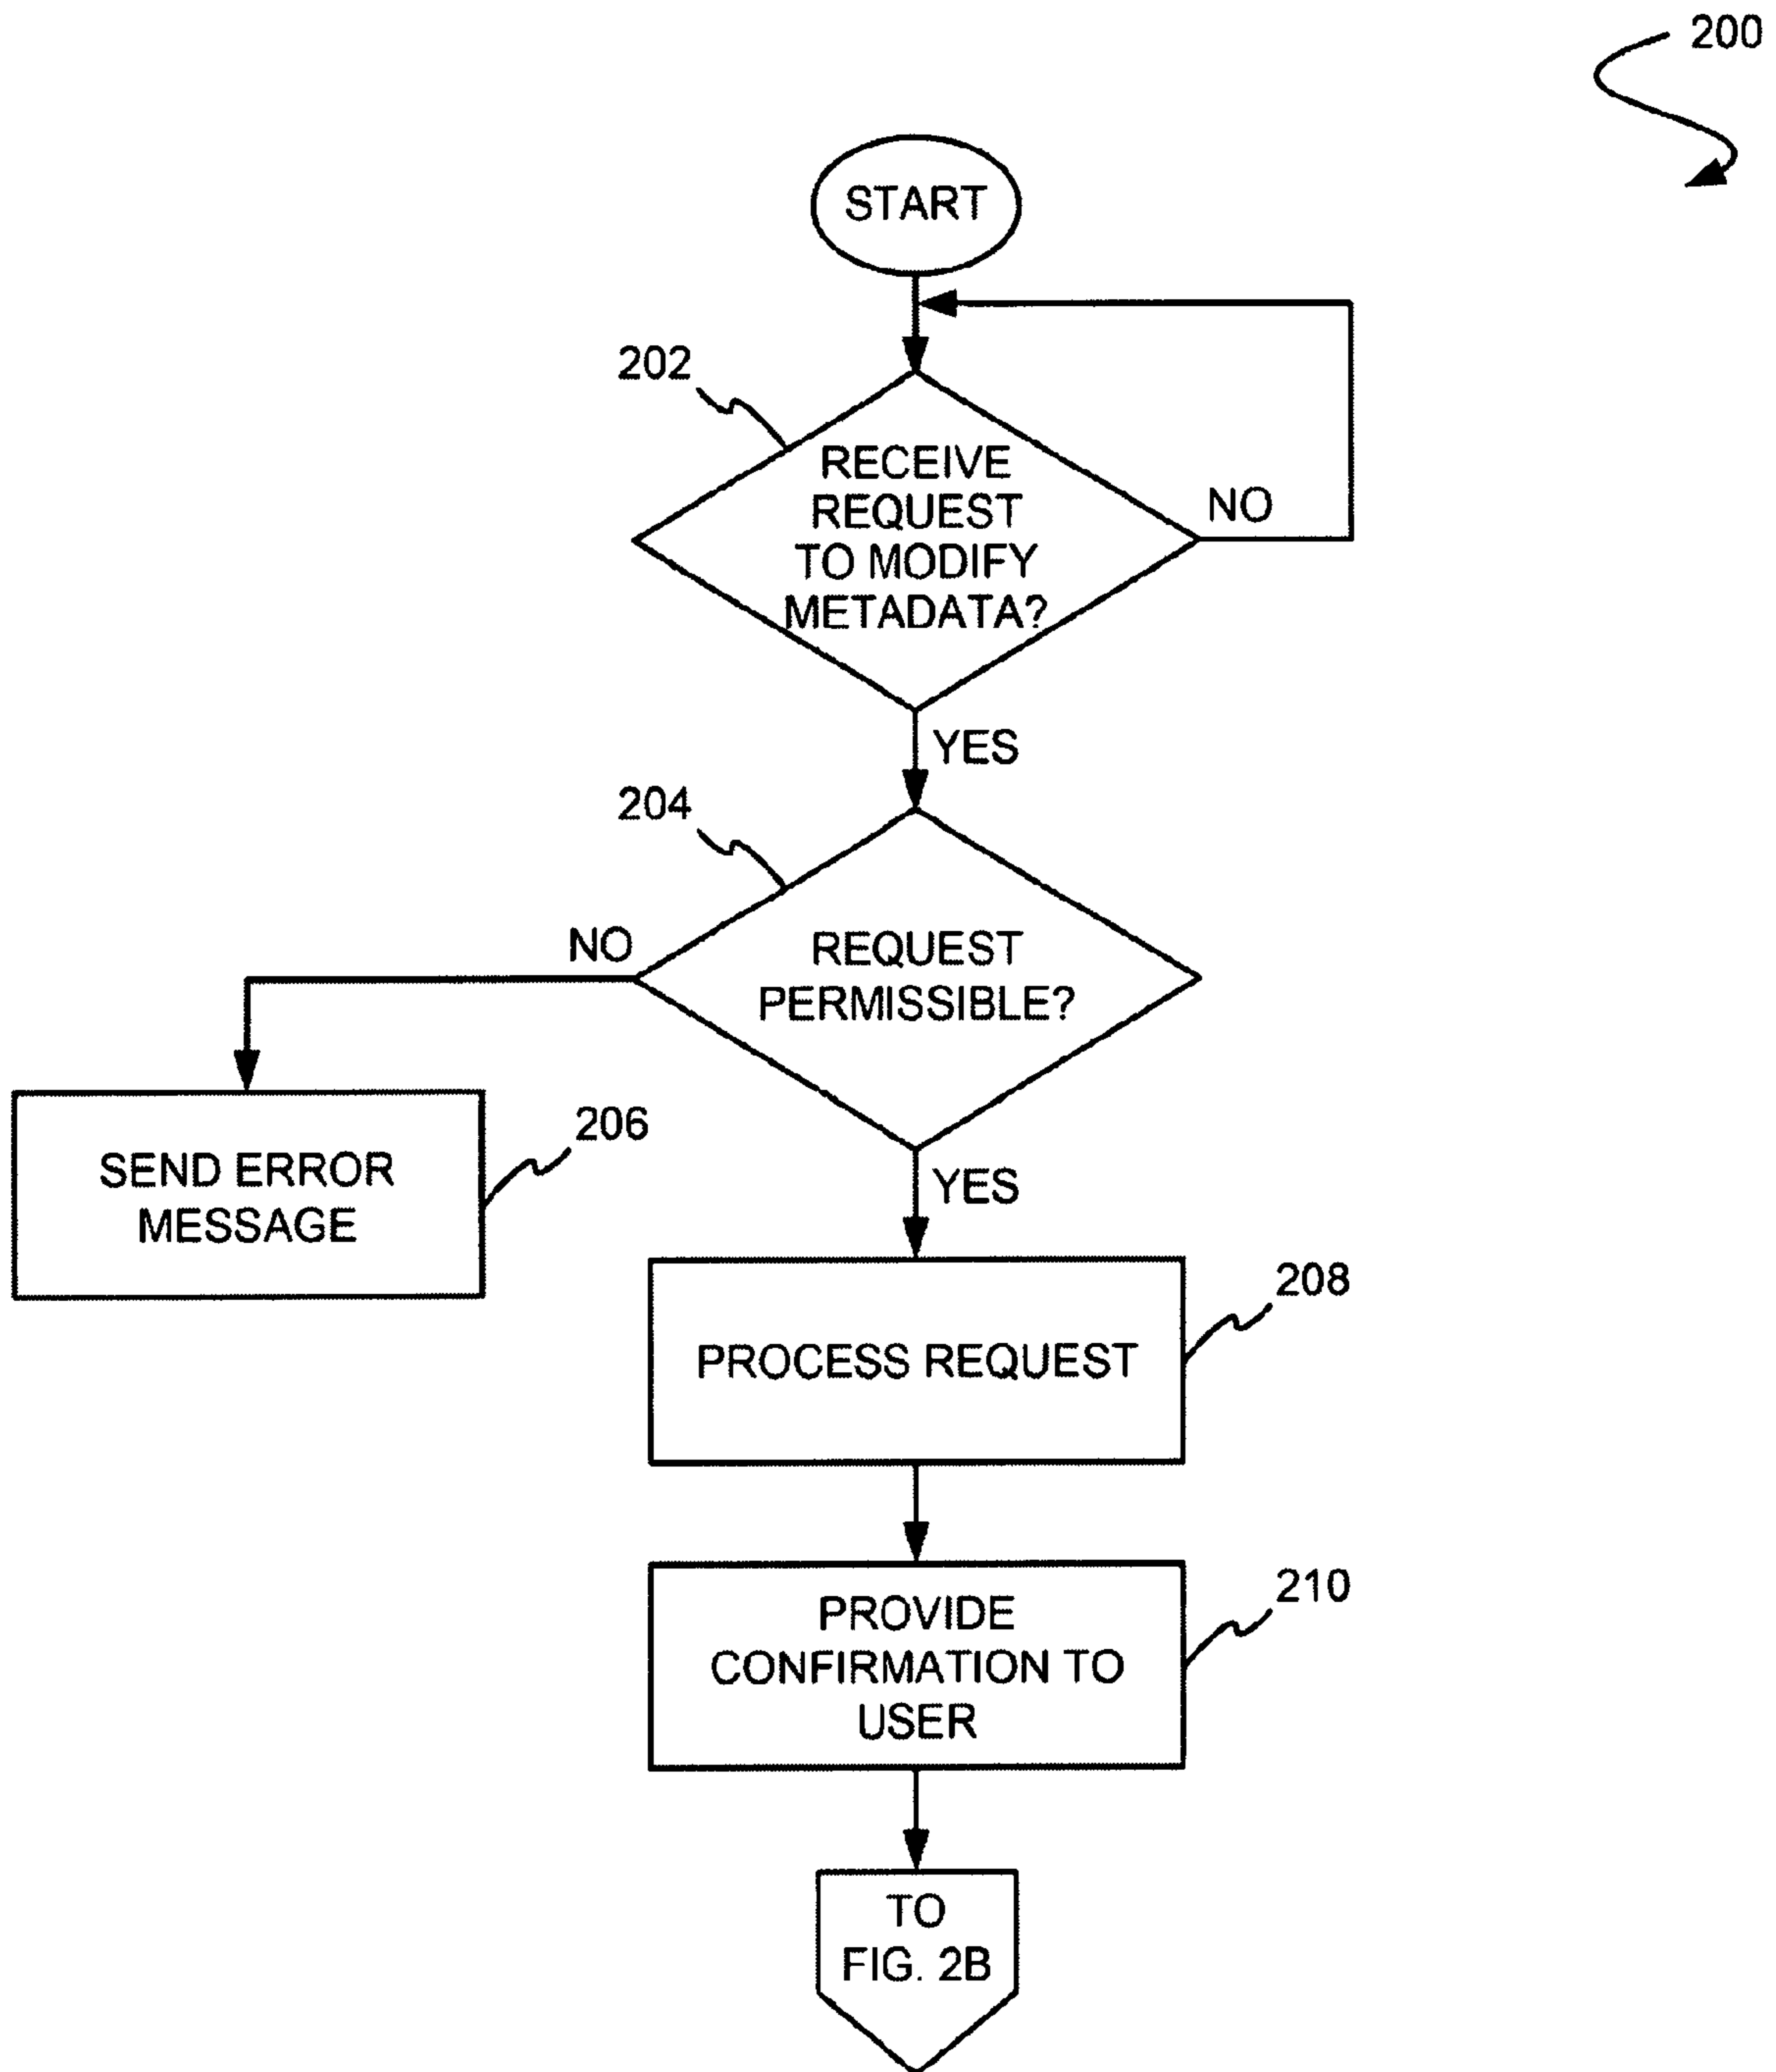 200
START
202
RECEIVE
REQUEST
TO MODIFY
METADATA?
NO
YES
204
NO
REQUEST
PERMISSIBLE?
206
SEND ERROR
MESSAGE
YES
208
PROCESS REQUEST
210
PROVIDE
CONFIRMATION TO
USER
TO
FIG. 2B